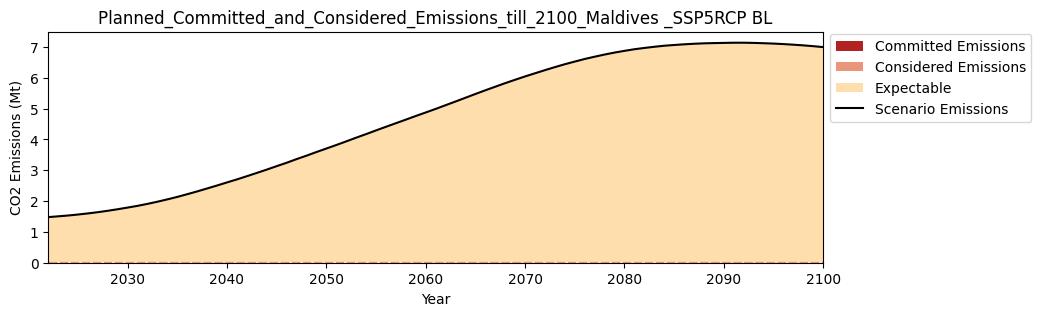 Planned_Committed_and_Considered_Emissions_till_2100_Maldives _SSP5RCP BL
CO2 Emissions (Mt)
7
6
5
4
3
2
1
0
2030 2040 2050 2060 2070 2080 2090 2100
Year
Committed Emissions
Considered Emissions
Expectable
Scenario Emissions